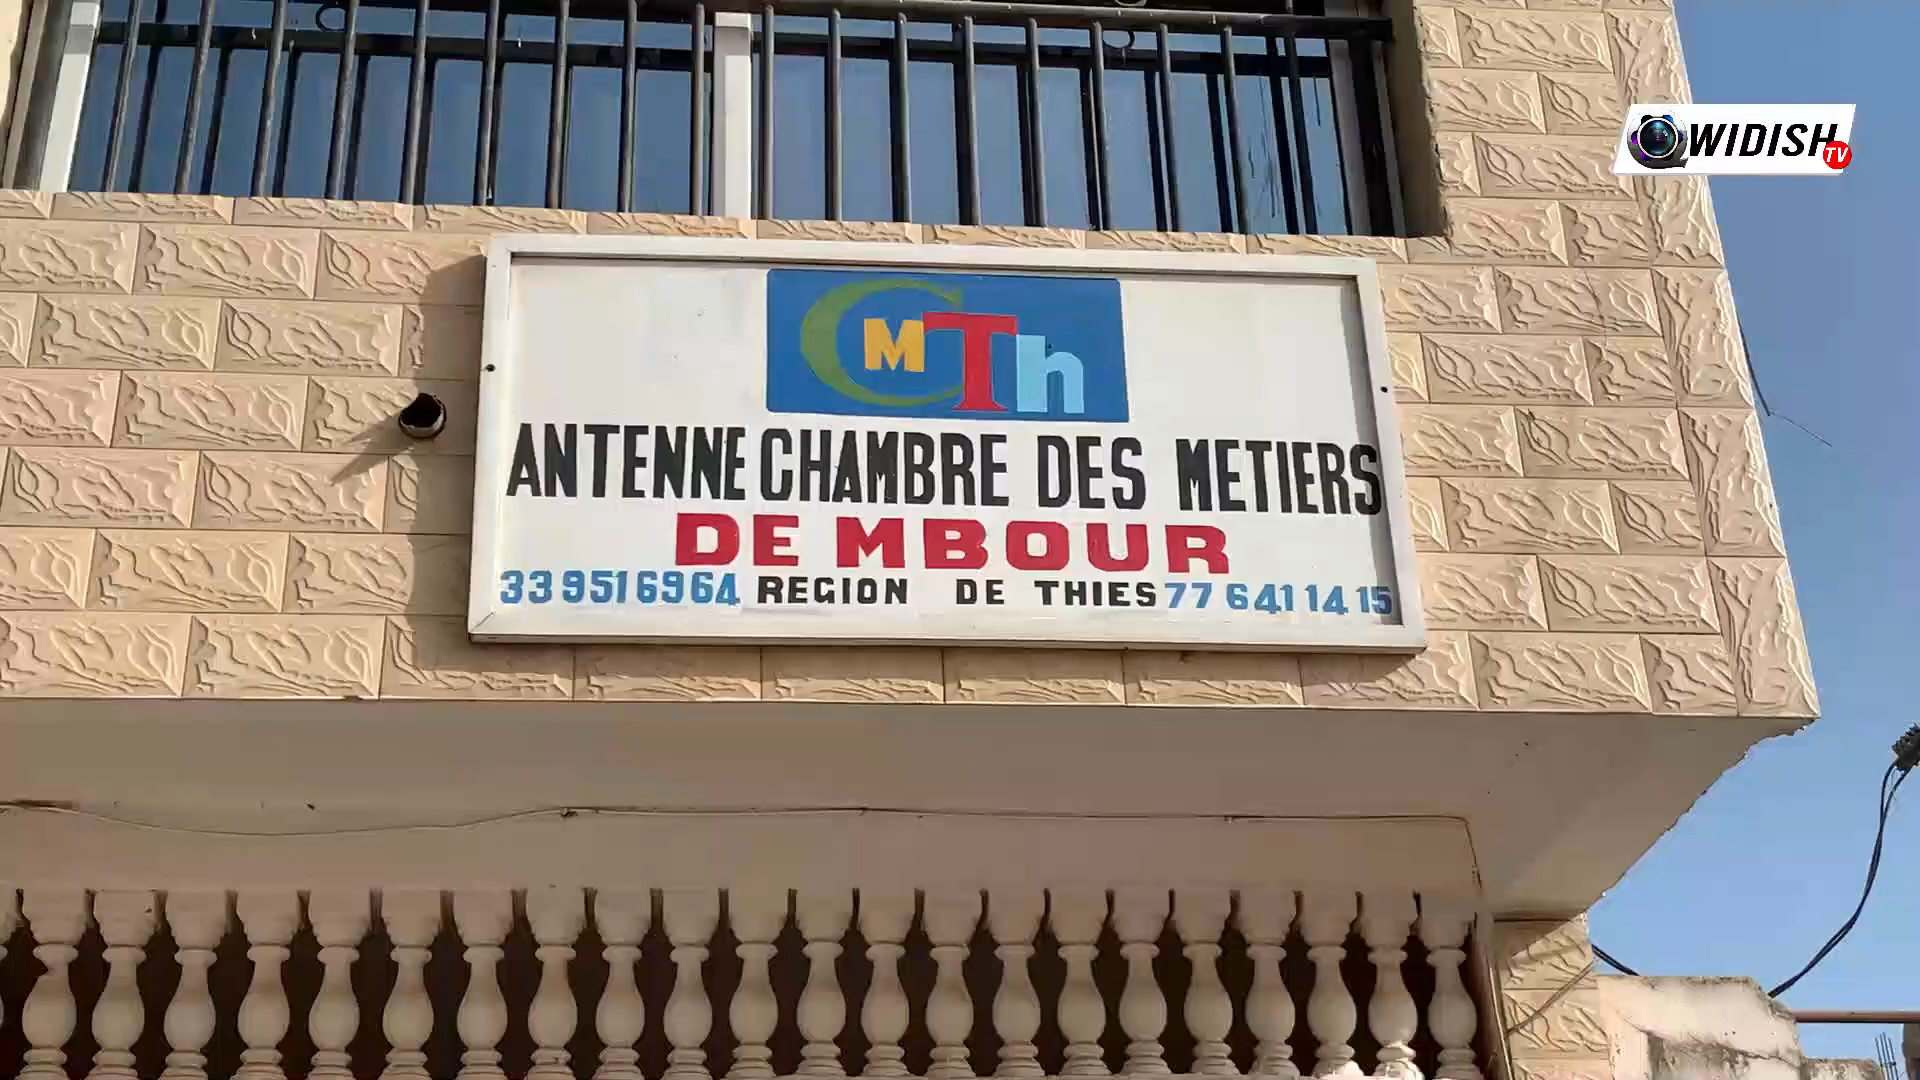 WIDISH
TV
CMTh
ANTENNE CHAMBRE DES METIERS
DE MBOUR
33 951 69 64 REGION DE THIES 77 641 14 15